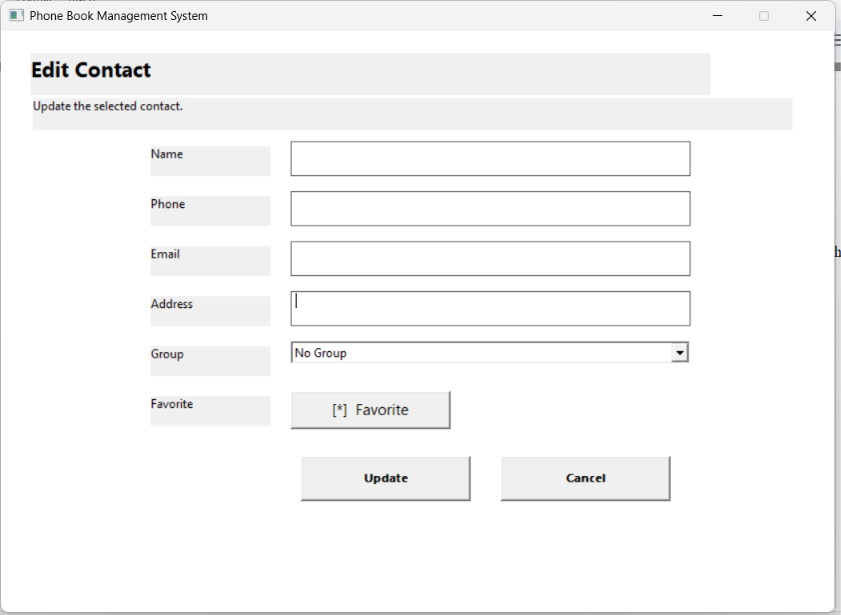 Phone Book Management System
Edit Contact
Update the selected contact.
Name
Phone
Email
Address
Group
No Group
Favorite
[*] Favorite
Update
Cancel